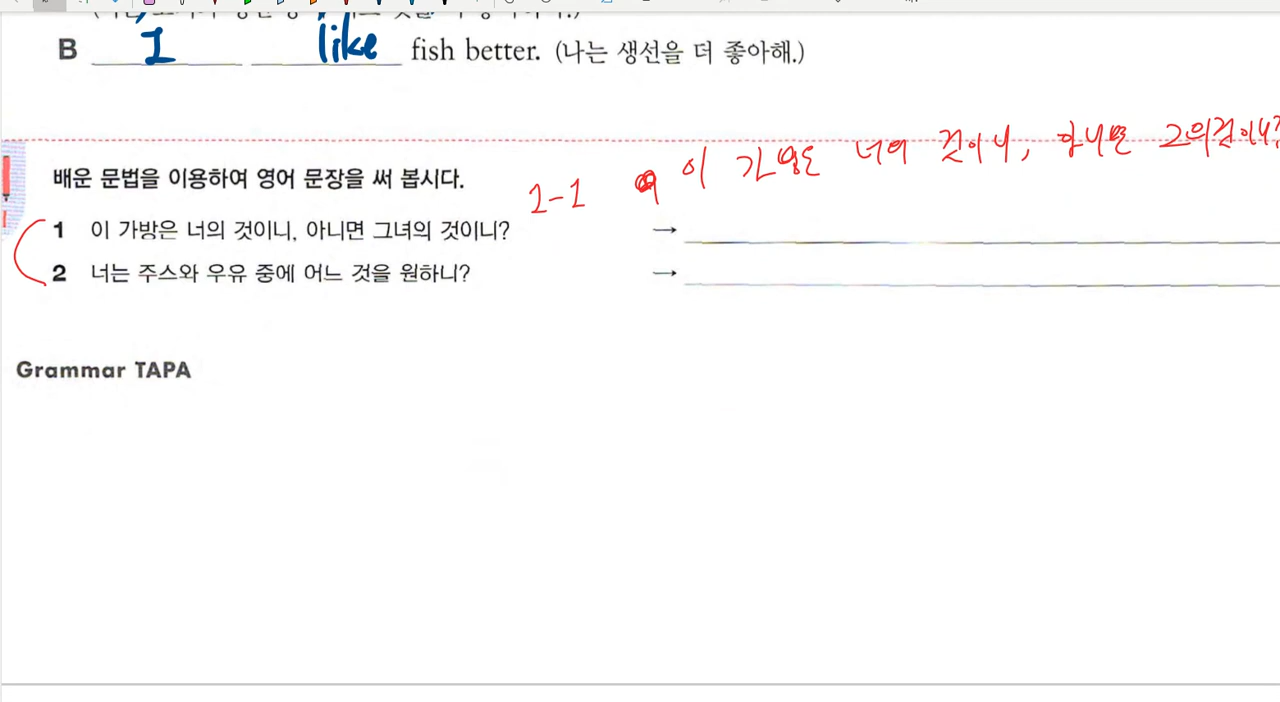 B I like fish better. (나는 생선을 더 좋아해.)
1-1 이 가방은 너의 것이니, 아니면 그의것이니?
배운 문법을 이용하여 영어 문장을 써 봅시다.
1 이 가방은 너의 것이니, 아니면 그녀의 것이니? →
2 너는 주스와 우유 중에 어느 것을 원하니? →
Grammar TAPA